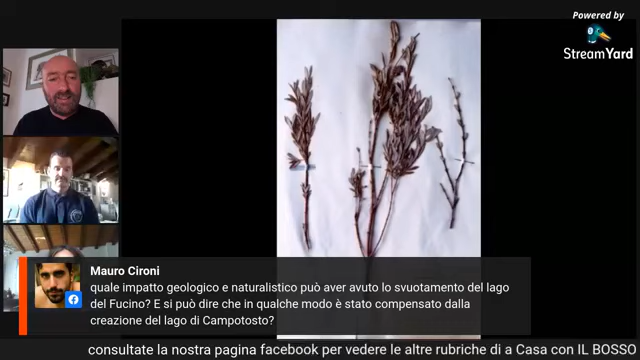 Powered by
StreamYard
Mauro Cironi
quale impatto geologico e naturalistico può aver avuto lo svuotamento del lago
del Fucino? E si può dire che in qualche modo è stato compensato dalla
creazione del lago di Campotosto?
consultate la nostra pagina facebook per vedere le altre rubriche di a Casa con IL BOSSO